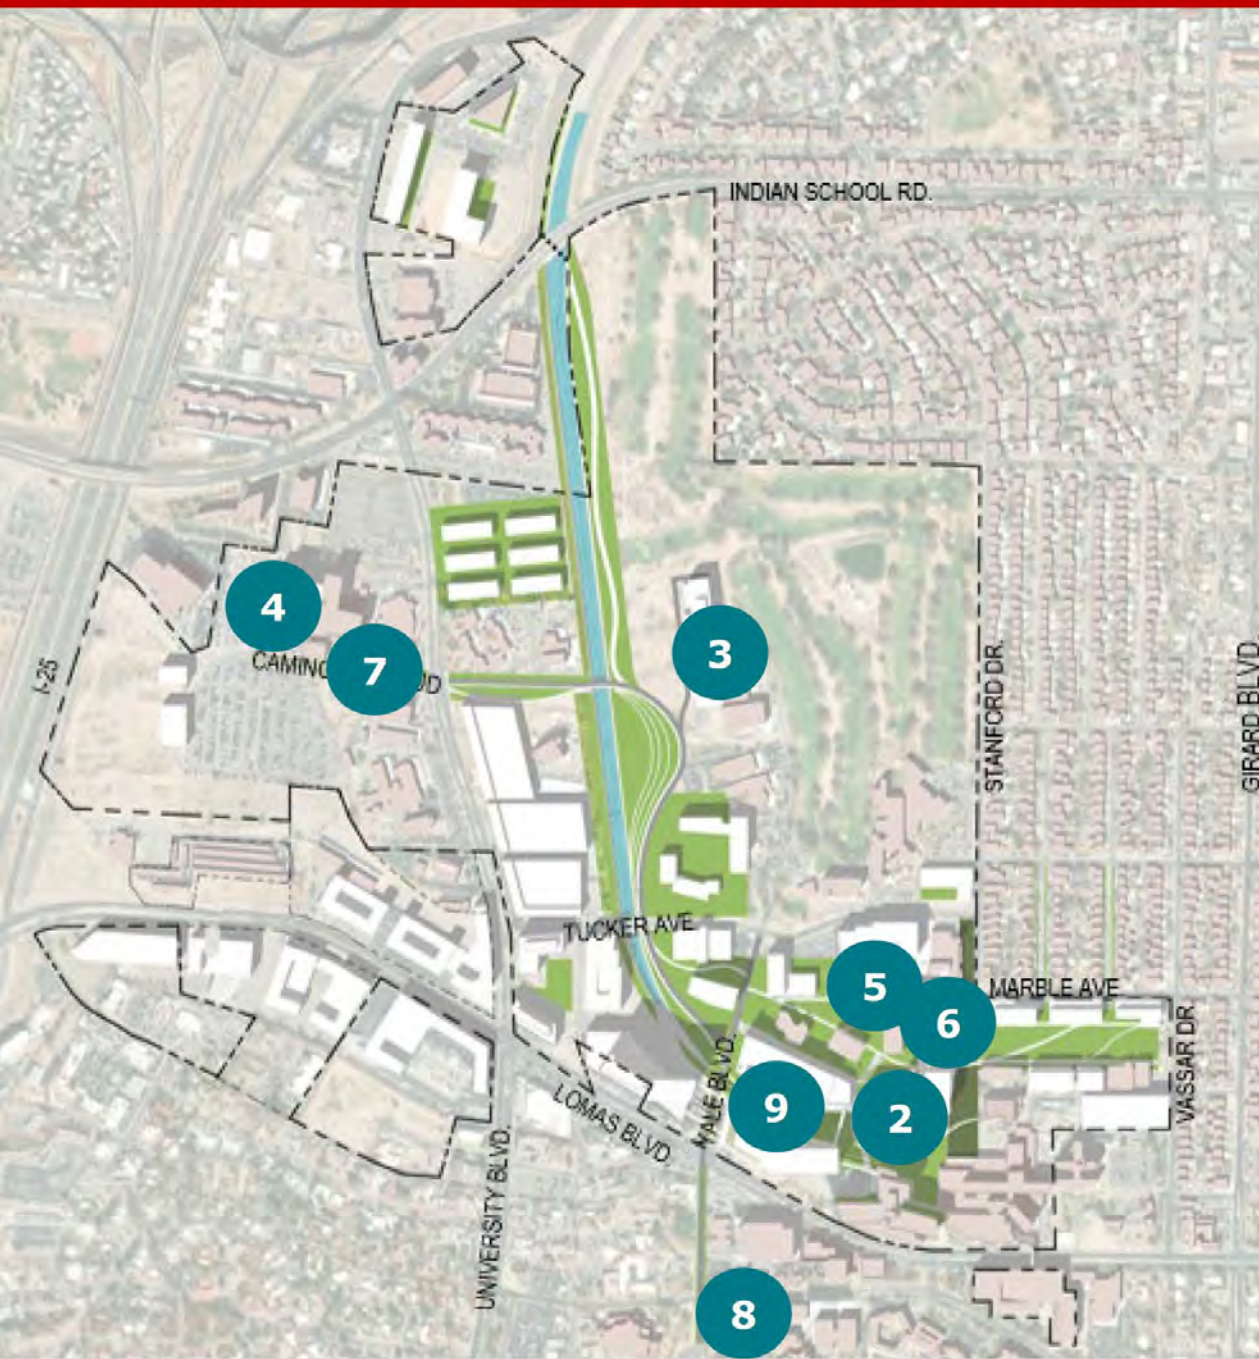 INDIAN SCHOOL RD.
4
CAMINO
7
UD
3
I-25
STANFORD DR.
GIRARD BLVD.
TUCKER AVE.
5
MARBLE AVE
6
VASSAR DR.
YALE BLVD.
9
2
LOMAS BLVD.
UNIVERSITY BLVD.
8